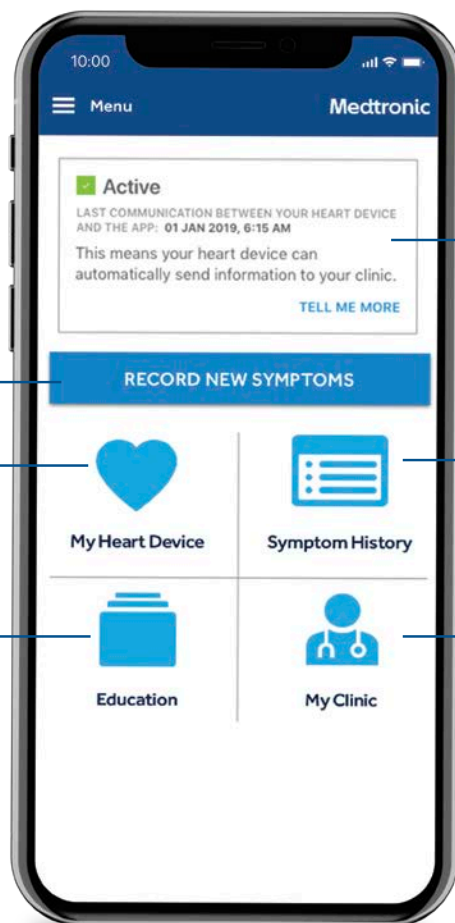 10:00
Menu
Medtronic
Active
LAST COMMUNICATION BETWEEN YOUR HEART DEVICE
AND THE APP: 01 JAN 2019, 6:15 AM
This means your heart device can
automatically send information to your clinic.
TELL ME MORE
RECORD NEW SYMPTOMS
My Heart Device
Symptom History
Education
My Clinic